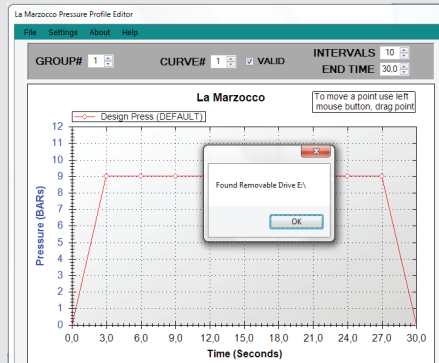 La Marzocco Pressure Profile Editor
File Settings About Help
GROUP# 1 CURVE# 1 VALID INTERVALS 10
END TIME 30,0
La Marzocco
To move a point use left
mouse button, drag point
Design Press (DEFAULT)
Found Removable Drive E:\
OK
Pressure (BARs)
12
11
10
9
8
7
6
5
4
3
2
1
0
0,0 3,0 6,0 9,0 12,0 15,0 18,0 21,0 24,0 27,0 30,0
Time (Seconds)